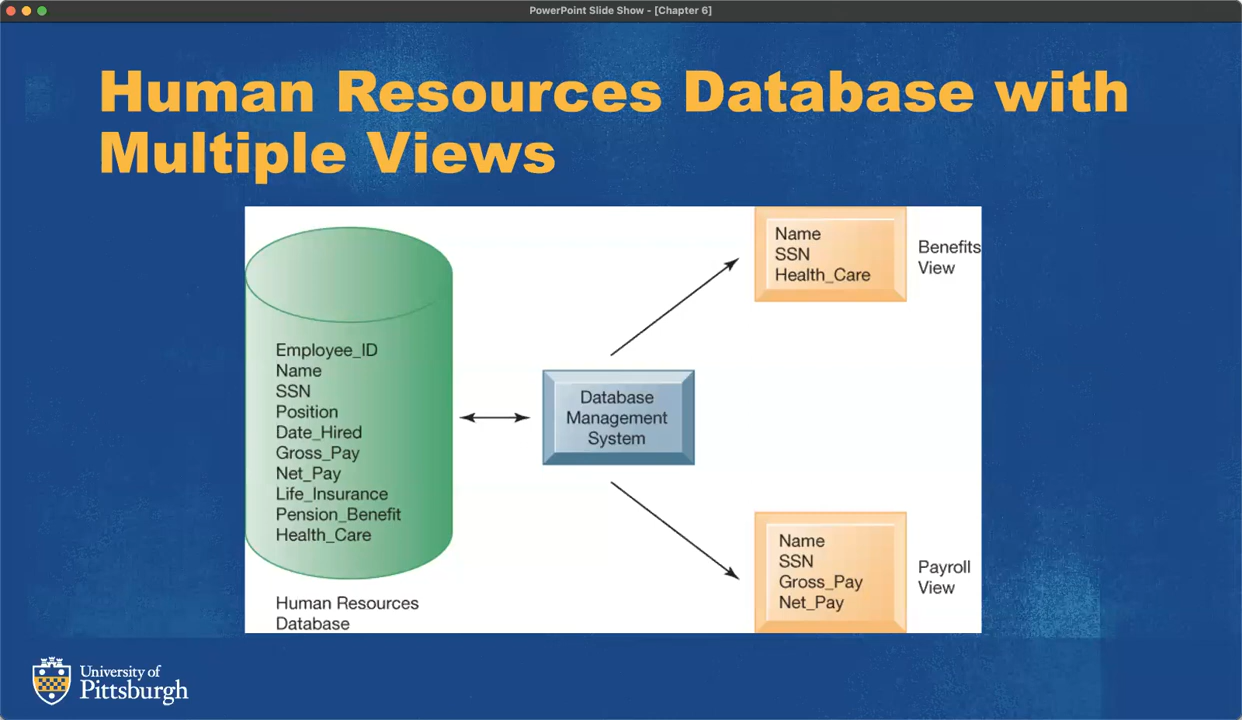 PowerPoint Slide Show - [Chapter 6]
Human Resources Database with
Multiple Views
Employee_ID
Name
SSN
Position
Date_Hired
Gross_Pay
Net_Pay
Life_Insurance
Pension_Benefit
Health_Care
Human Resources
Database
Database
Management
System
Name
SSN
Health_Care
Benefits
View
Name
SSN
Gross_Pay
Net_Pay
Payroll
View
University of
Pittsburgh